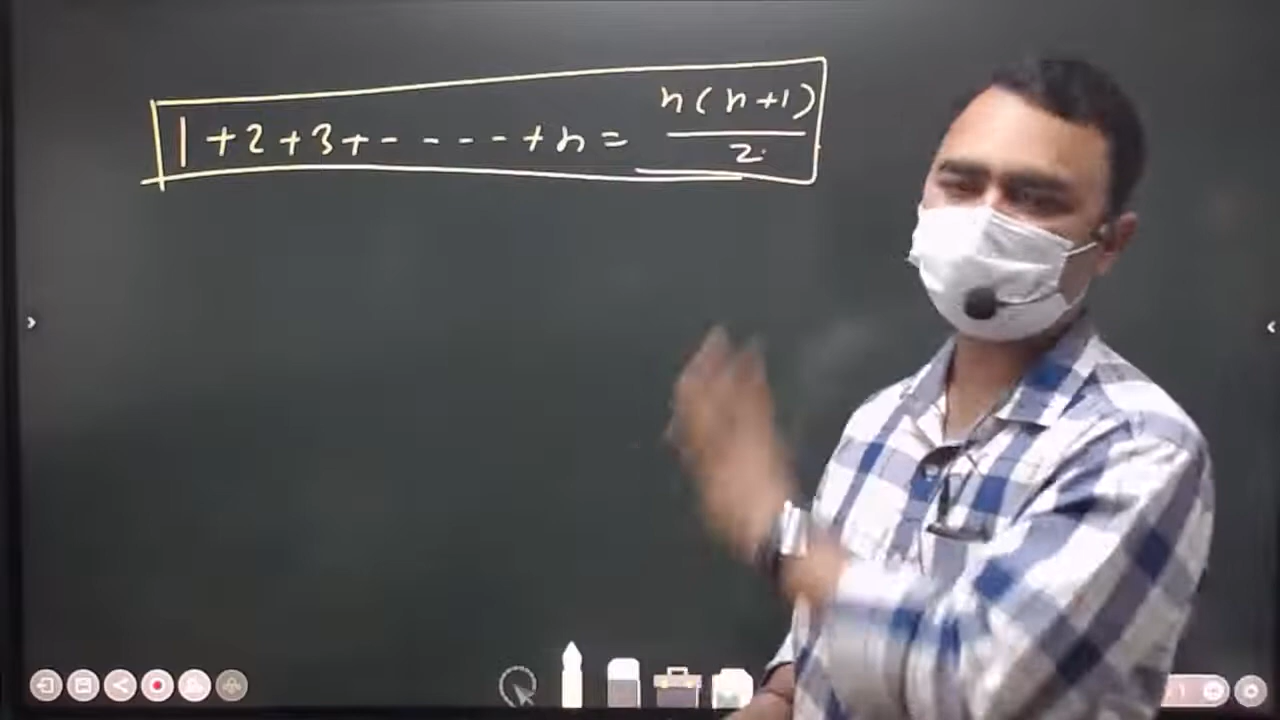 1 + 2 + 3 + - - - - - + n = n(n+1)/2